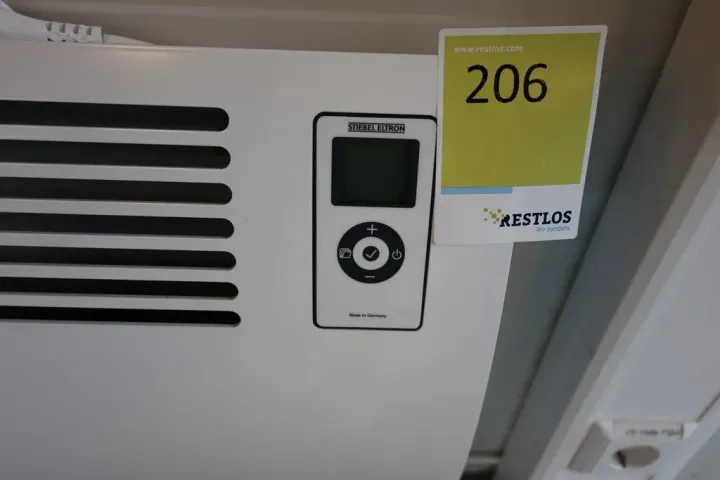 www.restlos.com
206
RESTLOS
Wir handeln.
STIEBEL ELTRON
Made in Germany